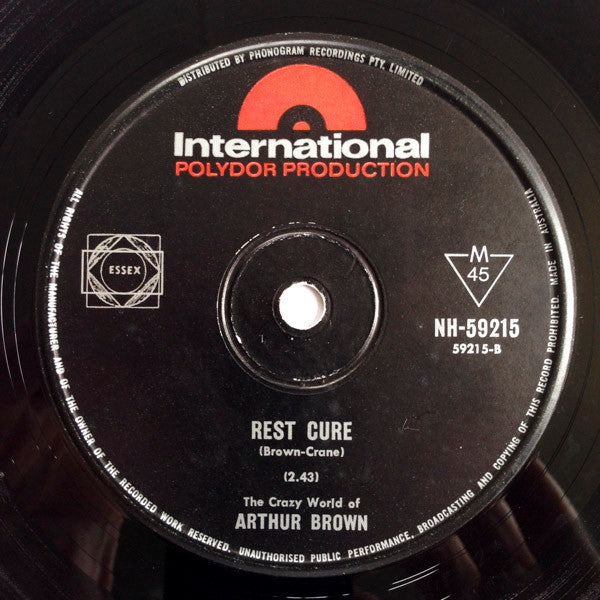 DISTRIBUTED BY PHONOGRAM RECORDINGS PTY, LIMITED
International
POLYDOR PRODUCTION
ESSEX
M
45
NH-59215
59215-B
REST CURE
(Brown-Crane)
(2.43)
The Crazy World of
ARTHUR BROWN
ALL RIGHTS OF THE MANUFACTURER AND OF THE OWNER OF THE RECORDED WORK RESERVED. UNAUTHORISED PUBLIC PERFORMANCE, BROADCASTING AND COPYING OF THIS RECORD PROHIBITED. MADE IN AUSTRALIA